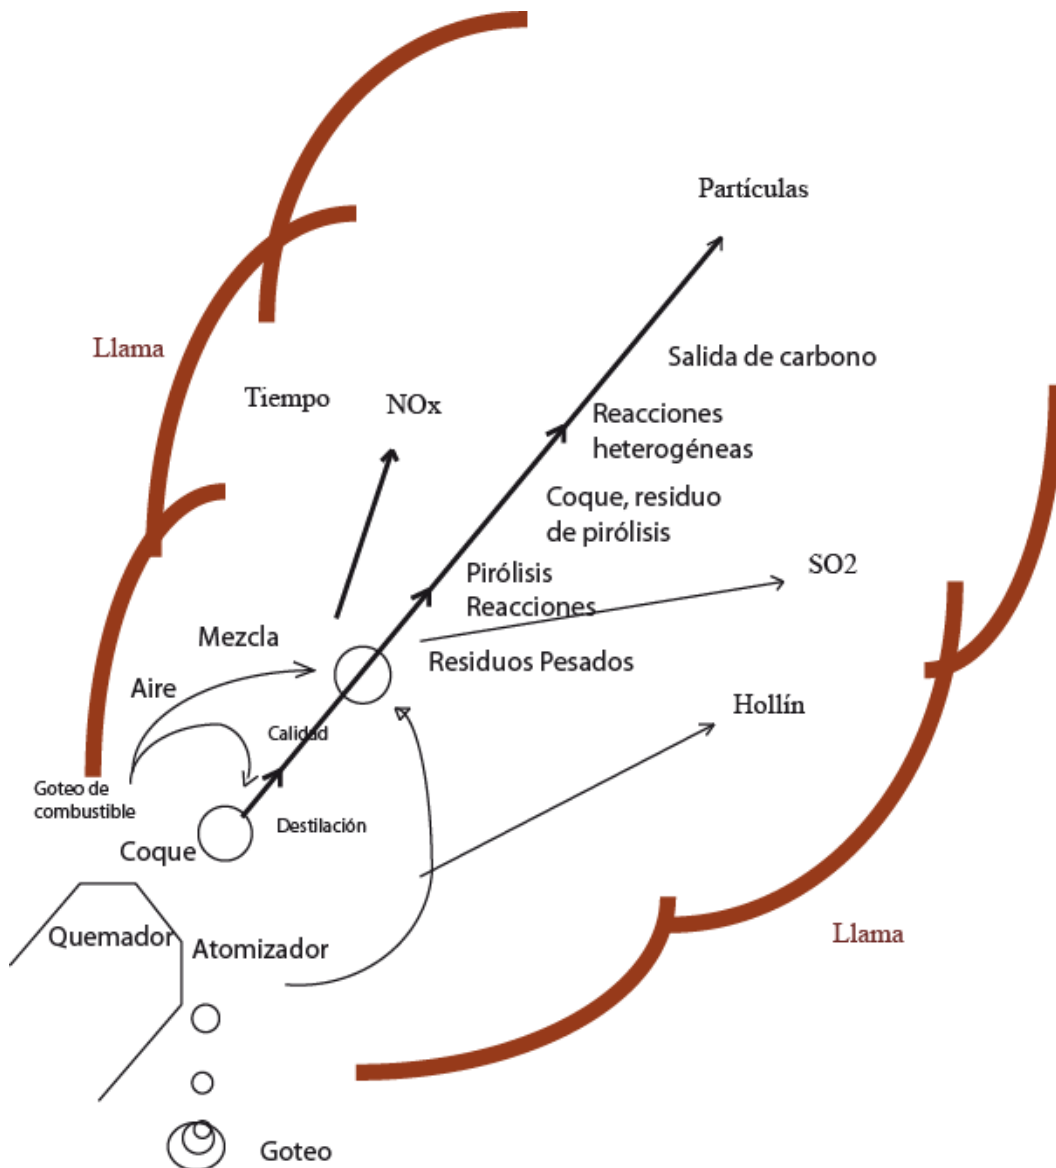 Partículas
Llama
Salida de carbono
Tiempo
NOx
Reacciones
heterogéneas
Coque, residuo
de pirólisis
SO2
Pirólisis
Reacciones
Mezcla
Residuos Pesados
Aire
Hollín
Calidad
Goteo de
combustible
Destilación
Coque
Quemador
Atomizador
Llama
Goteo